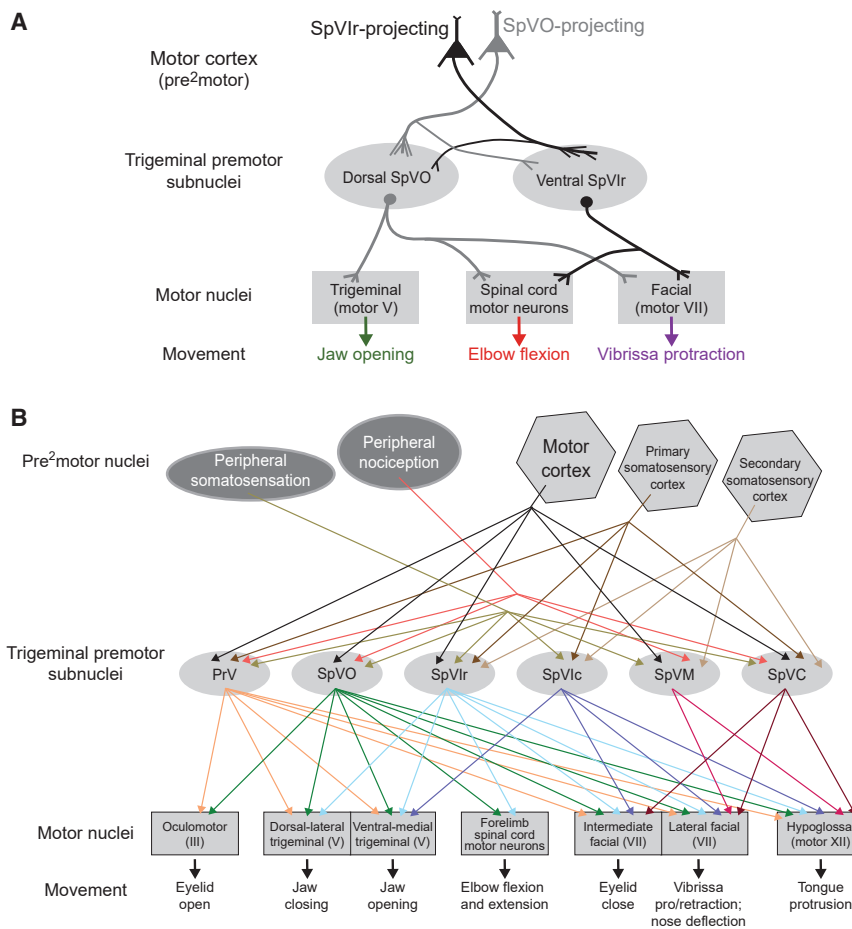 A
SpVIr-projecting
SpVO-projecting
Motor cortex
(pre2motor)
Trigeminal premotor
subnuclei
Dorsal SpVO
Ventral SpVIr
Motor nuclei
Trigeminal
(motor V)
Spinal cord
motor neurons
Facial
(motor VII)
Movement
Jaw opening
Elbow flexion
Vibrissa protraction
B
Pre2motor nuclei
Peripheral
somatosensation
Peripheral
nociception
Motor
cortex
Primary
somatosensory
cortex
Secondary
somatosensory
cortex
Trigeminal premotor
subnuclei
PrV
SpVO
SpVIr
SpVIc
SpVM
SpVC
Motor nuclei
Oculomotor
(III)
Dorsal-lateral
trigeminal (V)
Ventral-medial
trigeminal (V)
Forelimb
spinal cord
motor neurons
Intermediate
facial (VII)
Lateral facial
(VII)
Hypoglossa
(motor XII)
Movement
Eyelid
open
Jaw
closing
Jaw
opening
Elbow flexion
and extension
Eyelid
close
Vibrissa
pro/retraction;
nose deflection
Tongue
protrusion